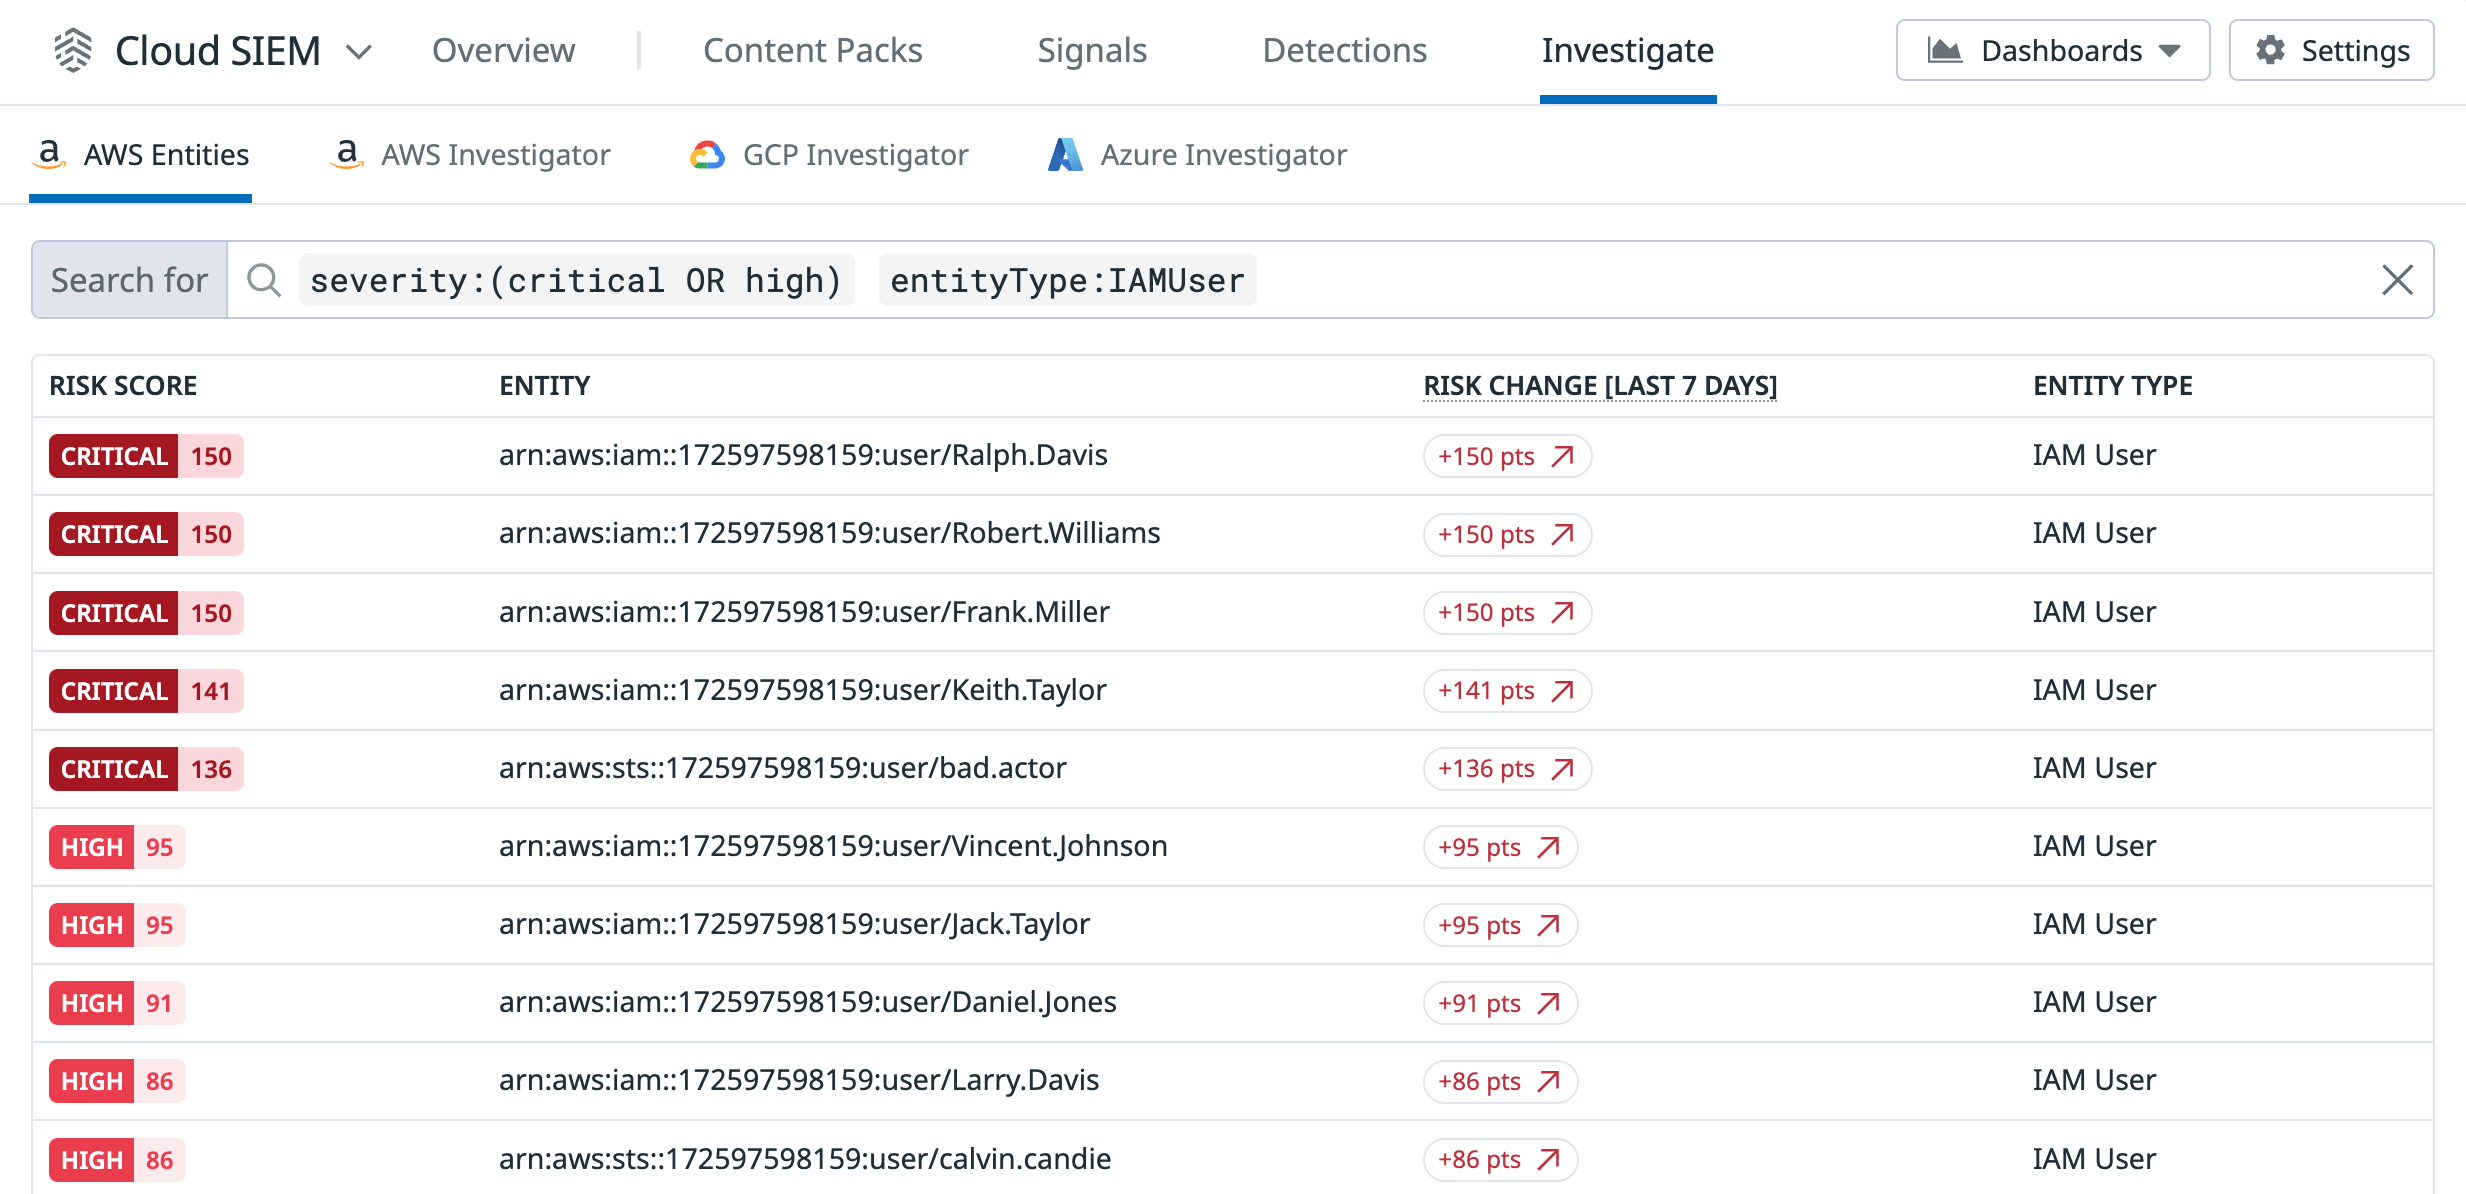 Cloud SIEM Overview Content Packs Signals Detections Investigate Dashboards Settings
AWS Entities AWS Investigator GCP Investigator Azure Investigator
Search for severity:(critical OR high) entityType:IAMUser
RISK SCORE ENTITY RISK CHANGE [LAST 7 DAYS] ENTITY TYPE
CRITICAL 150 arn:aws:iam::172597598159:user/Ralph.Davis +150 pts IAM User
CRITICAL 150 arn:aws:iam::172597598159:user/Robert.Williams +150 pts IAM User
CRITICAL 150 arn:aws:iam::172597598159:user/Frank.Miller +150 pts IAM User
CRITICAL 141 arn:aws:iam::172597598159:user/Keith.Taylor +141 pts IAM User
CRITICAL 136 arn:aws:sts::172597598159:user/bad.actor +136 pts IAM User
HIGH 95 arn:aws:iam::172597598159:user/Vincent.Johnson +95 pts IAM User
HIGH 95 arn:aws:iam::172597598159:user/Jack.Taylor +95 pts IAM User
HIGH 91 arn:aws:iam::172597598159:user/Daniel.Jones +91 pts IAM User
HIGH 86 arn:aws:iam::172597598159:user/Larry.Davis +86 pts IAM User
HIGH 86 arn:aws:sts::172597598159:user/calvin.candie +86 pts IAM User